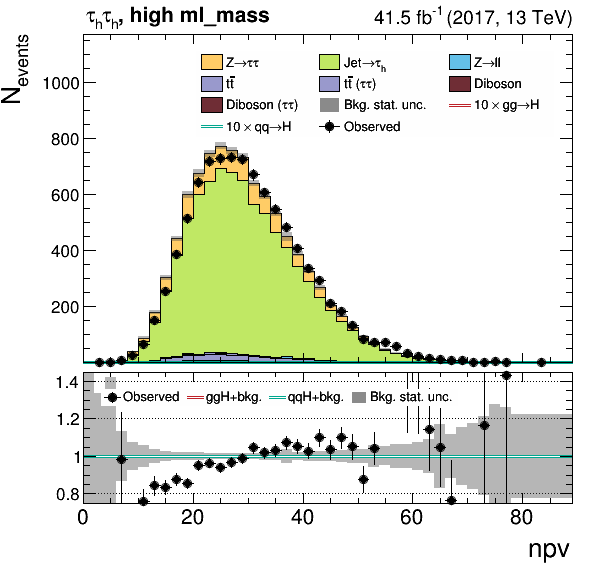 τhτh, high ml_mass 41.5 fb-1 (2017, 13 TeV)
Nevents
Z→ττ Jet→τh Z→ll
tt̄ tt̄ (ττ) Diboson
Diboson (ττ) Bkg. stat. unc. 10×gg→H
10×qq→H Observed
1000
800
600
400
200
Observed ggH+bkg. qqH+bkg. Bkg. stat. unc.
1.4
1.2
1
0.8
0 20 40 60 80
npv